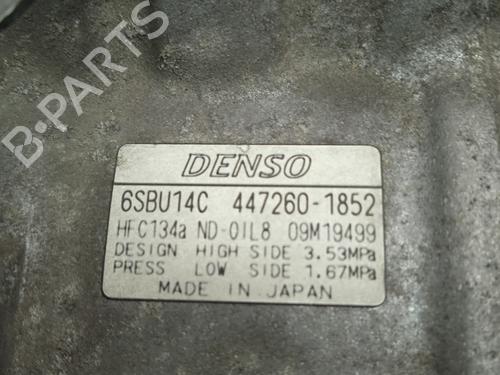 B-PARTS
DENSO
6SBU14C 447260-1852
HFC134a ND-OIL8 09M19499
DESIGN HIGH SIDE 3.53MPa
PRESS LOW SIDE 1.67MPa
MADE IN JAPAN